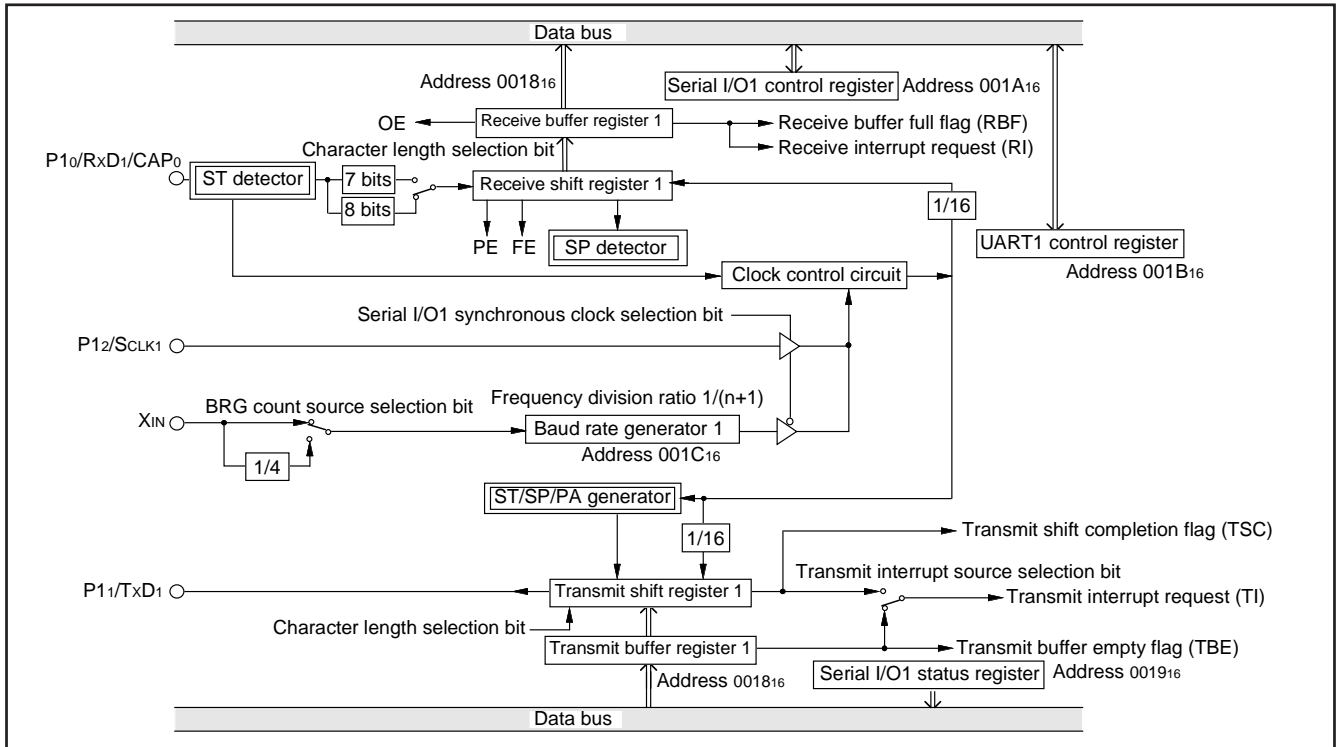 Data bus
Address 0018₁₆
Serial I/O1 control register Address 001A₁₆
OE Receive buffer register 1 Receive buffer full flag (RBF)
Receive interrupt request (RI)
Character length selection bit
P1₀/RxD₁/CAP₀
ST detector 7 bits Receive shift register 1
8 bits
1/16
PE FE SP detector
UART1 control register
Address 001B₁₆
Clock control circuit
Serial I/O1 synchronous clock selection bit
P1₂/SCLK1
BRG count source selection bit Frequency division ratio 1/(n+1)
XIN
Baud rate generator 1
Address 001C₁₆
1/4
ST/SP/PA generator
1/16
Transmit shift completion flag (TSC)
Transmit interrupt source selection bit
P1₁/TxD₁ Transmit shift register 1
Transmit interrupt request (TI)
Character length selection bit
Transmit buffer register 1 Transmit buffer empty flag (TBE)
Address 0018₁₆ Serial I/O1 status register Address 0019₁₆
Data bus